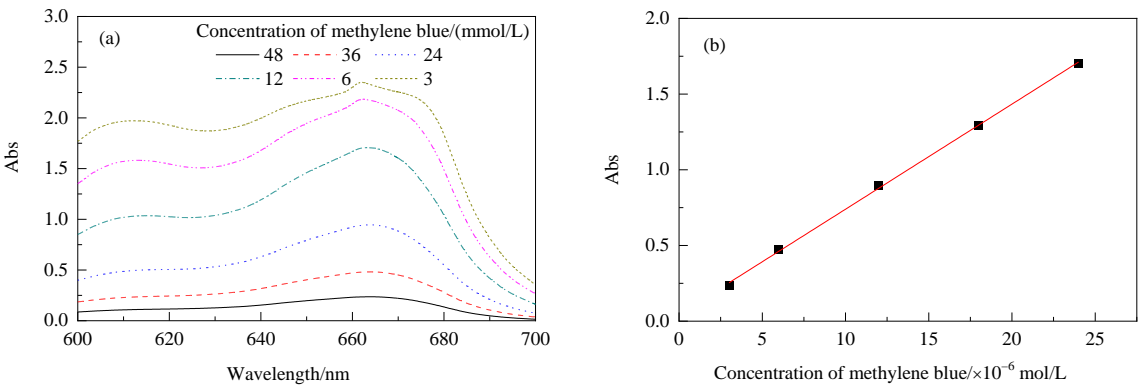 (a)
Concentration of methylene blue/(mmol/L)
48 36 24
12 6 3
3.0
2.5
2.0
1.5
1.0
0.5
0.0
Abs
600 620 640 660 680 700
Wavelength/nm
(b)
2.0
1.5
1.0
0.5
0.0
Abs
0 5 10 15 20 25
Concentration of methylene blue/×10⁻⁶ mol/L